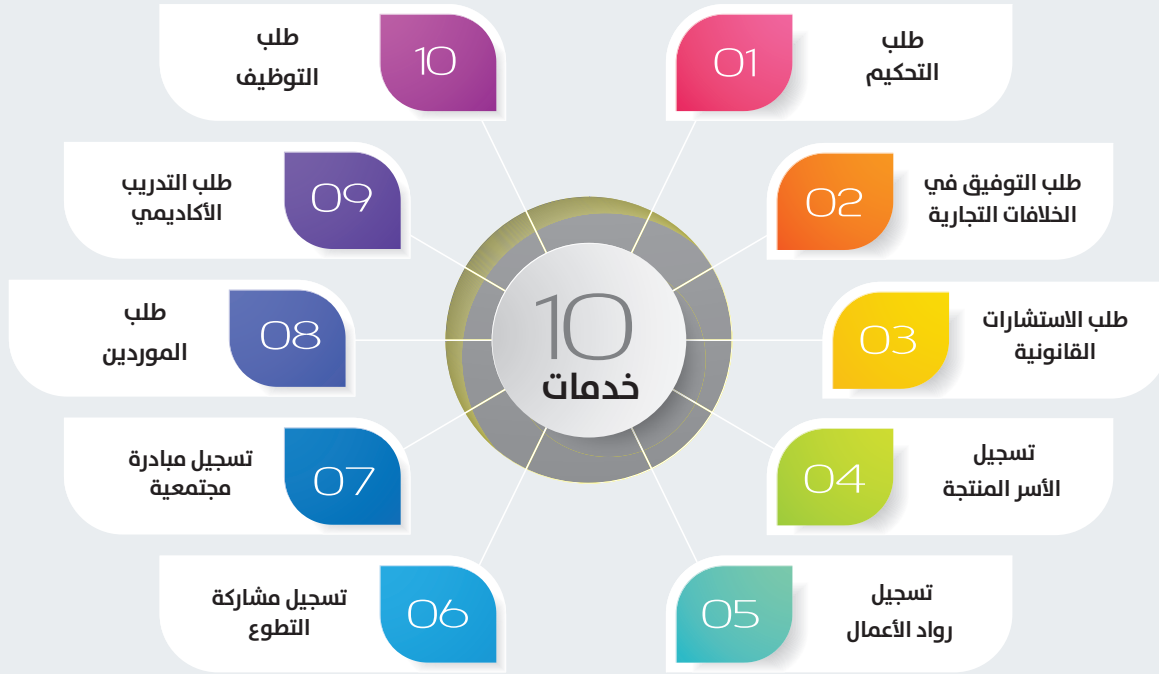 10
خدمات
01
طلب
التحكيم
02
طلب التوفيق في
الخلافات التجارية
03
طلب الاستشارات
القانونية
04
تسجيل
الأسر المنتجة
05
تسجيل
رواد الأعمال
06
تسجيل مشاركة
التطوع
07
تسجيل مبادرة
مجتمعية
08
طلب
الموردين
09
طلب التدريب
الأكاديمي
10
طلب
التوظيف